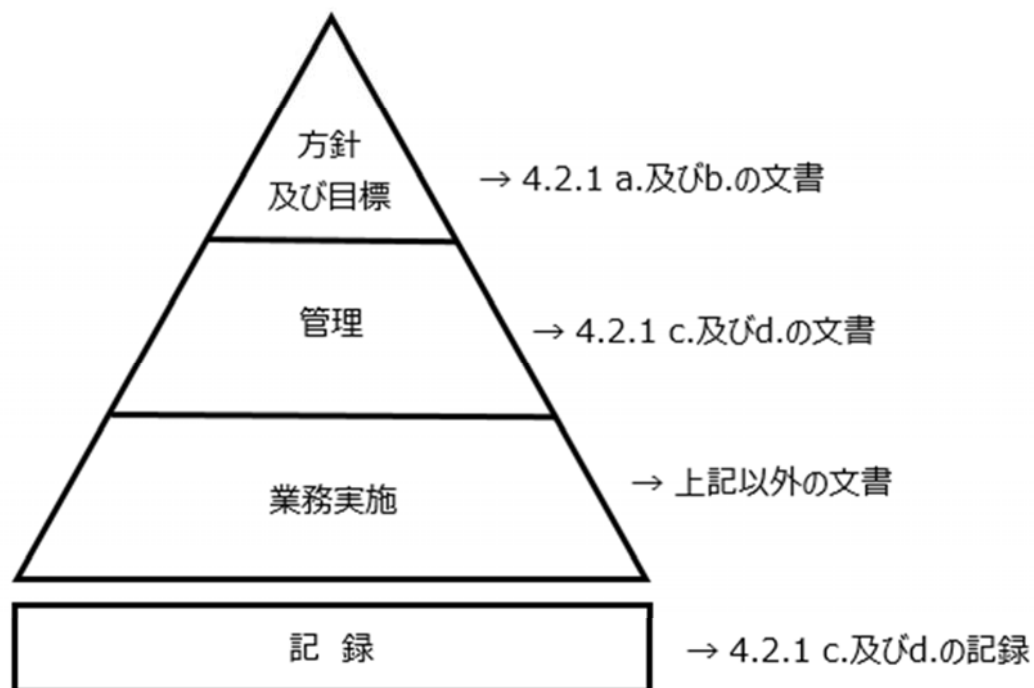 方針
及び目標
→ 4.2.1 a.及びb.の文書
管理
→ 4.2.1 c.及びd.の文書
業務実施
→ 上記以外の文書
記 録
→ 4.2.1 c.及びd.の記録